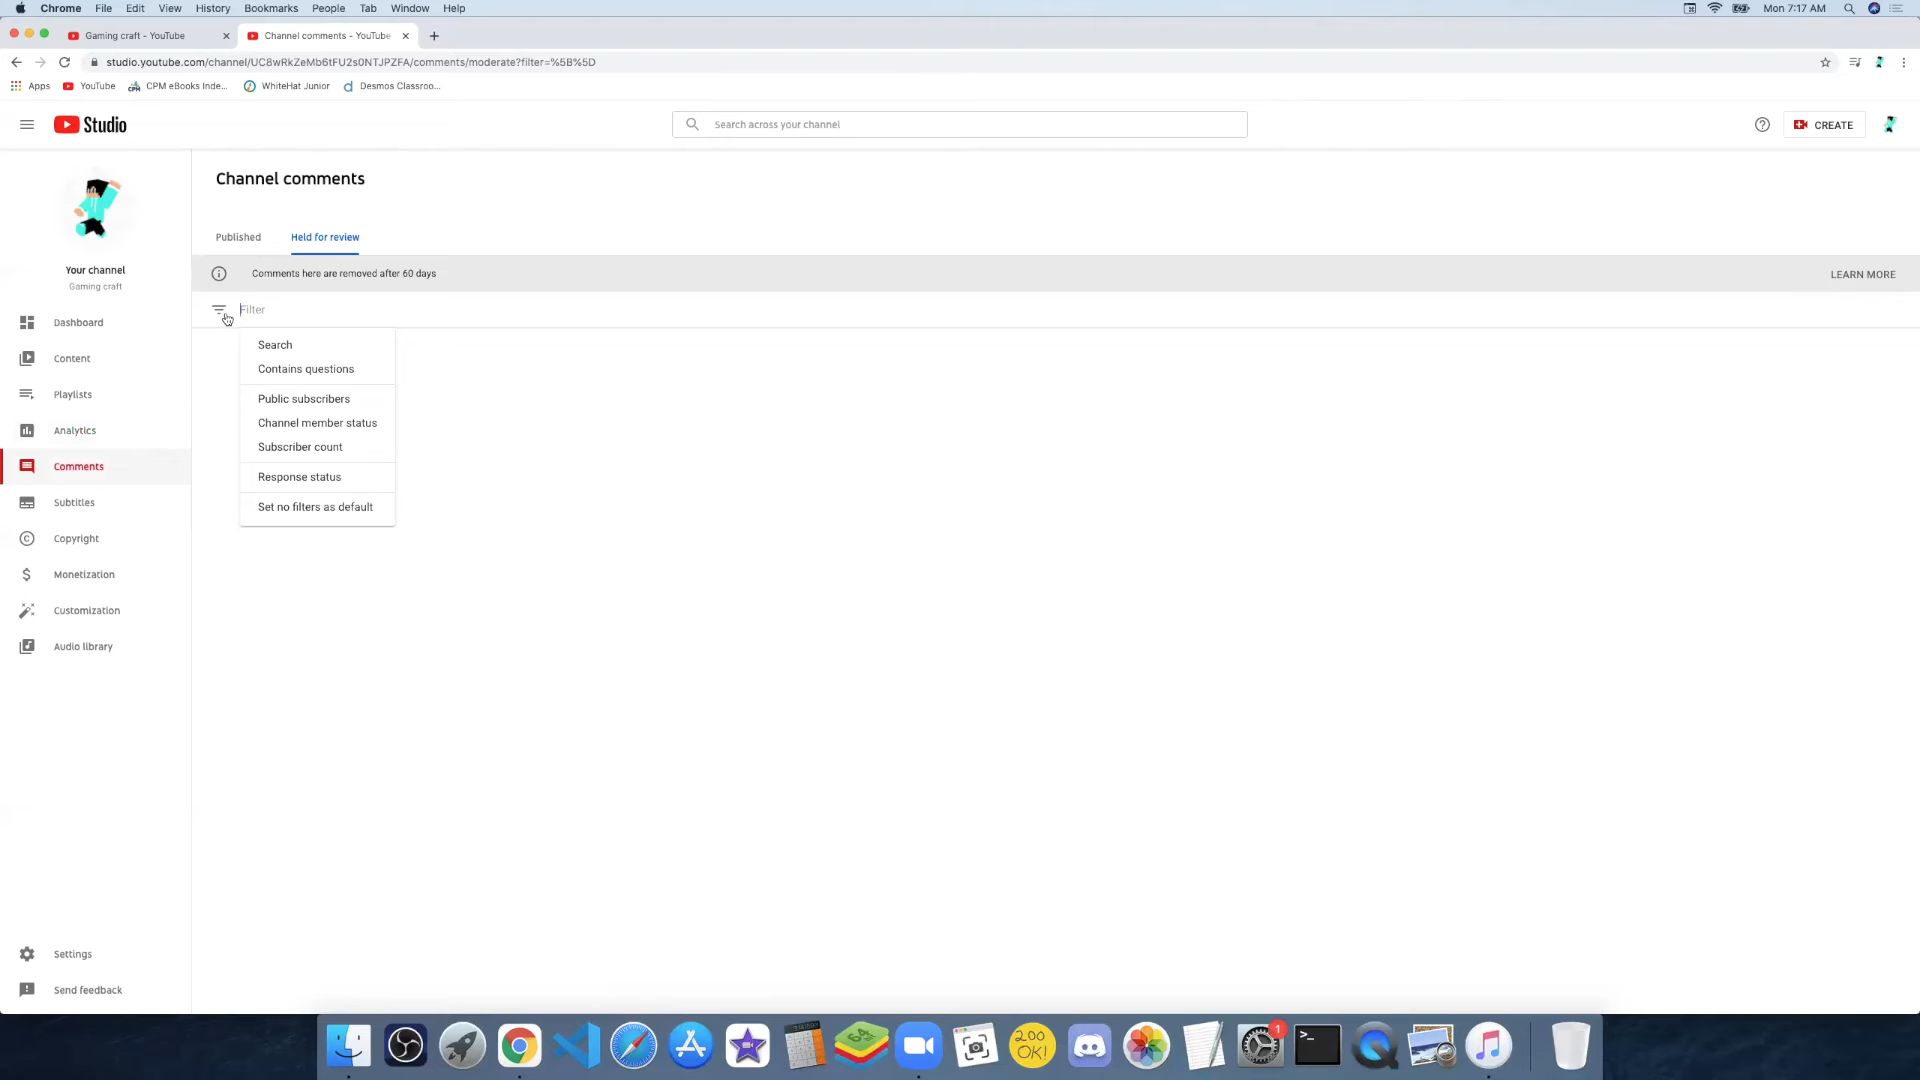 Chrome File Edit View History Bookmarks People Tab Window Help Mon 7:17 AM
Gaming craft - YouTube Channel comments - YouTube
studio.youtube.com/channel/UC8wRkZeMb6tFU2s0NTJPZFA/comments/moderate?filter=%5B%5D
Apps YouTube CPM eBooks Inde... WhiteHat Junior Desmos Classroo...
Studio Search across your channel CREATE
Channel comments
Published Held for review
Comments here are removed after 60 days LEARN MORE
Filter
Search
Contains questions
Public subscribers
Channel member status
Subscriber count
Response status
Set no filters as default
Your channel
Gaming craft
Dashboard
Content
Playlists
Analytics
Comments
Subtitles
Copyright
Monetization
Customization
Audio library
Settings
Send feedback
64
200
OK!
1